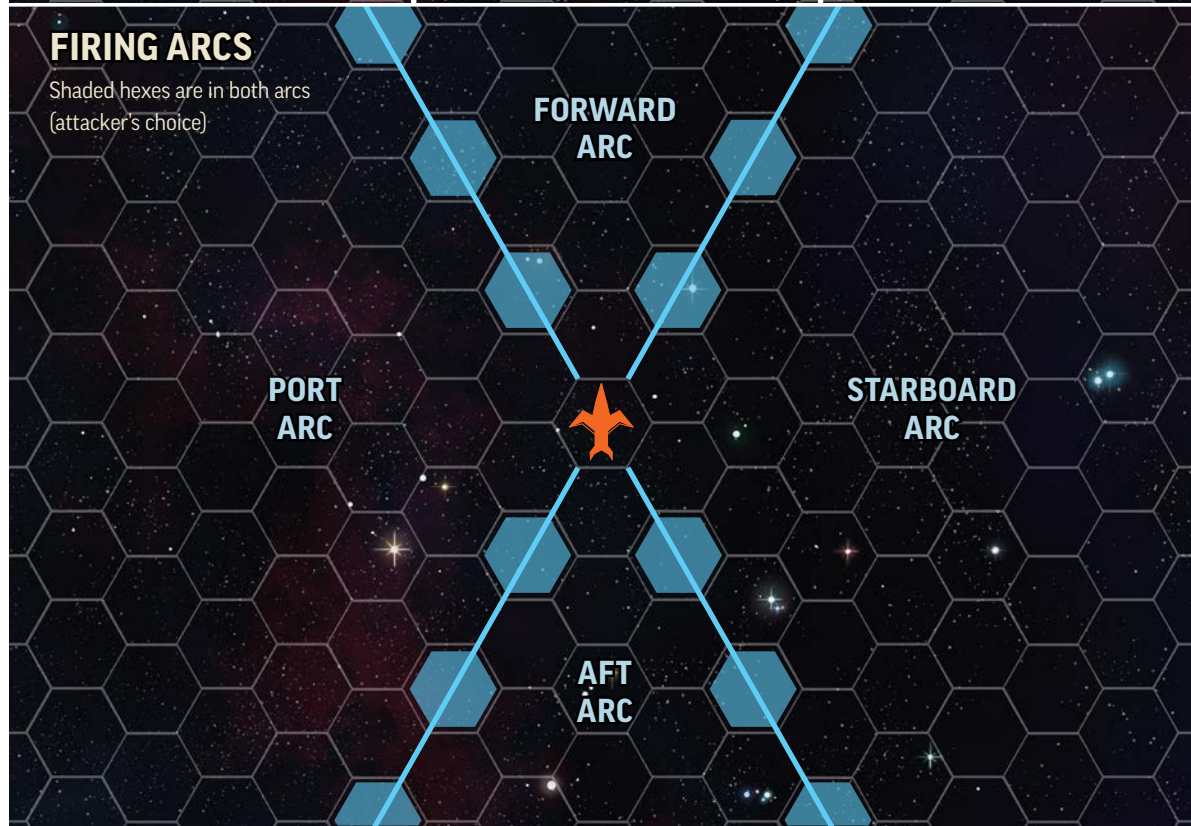 FIRING ARCS
Shaded hexes are in both arcs
(attacker's choice)
FORWARD
ARC
PORT
ARC
STARBOARD
ARC
AFT
ARC